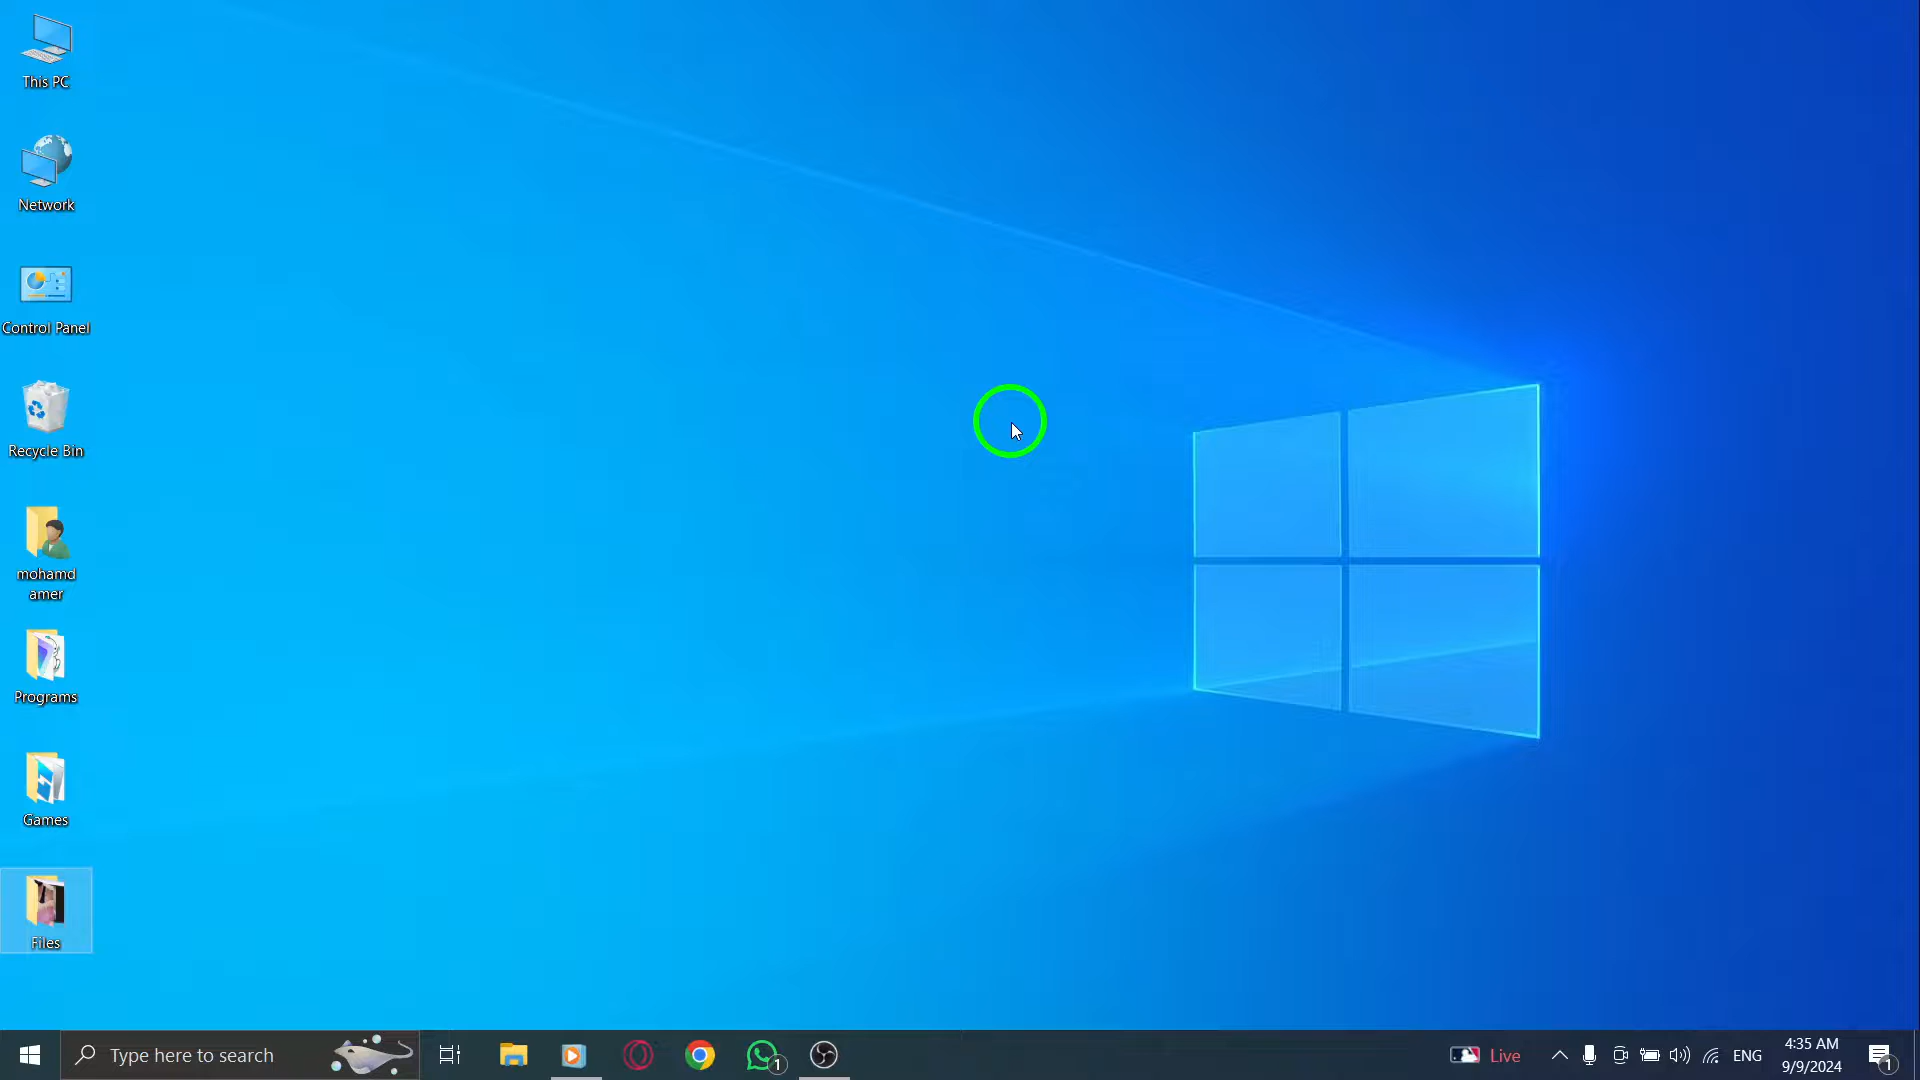 This PC
Network
Control Panel
Recycle Bin
mohamd
amer
Programs
Games
Files
Type here to search
1
Live
ENG
4:35 AM
9/9/2024
1